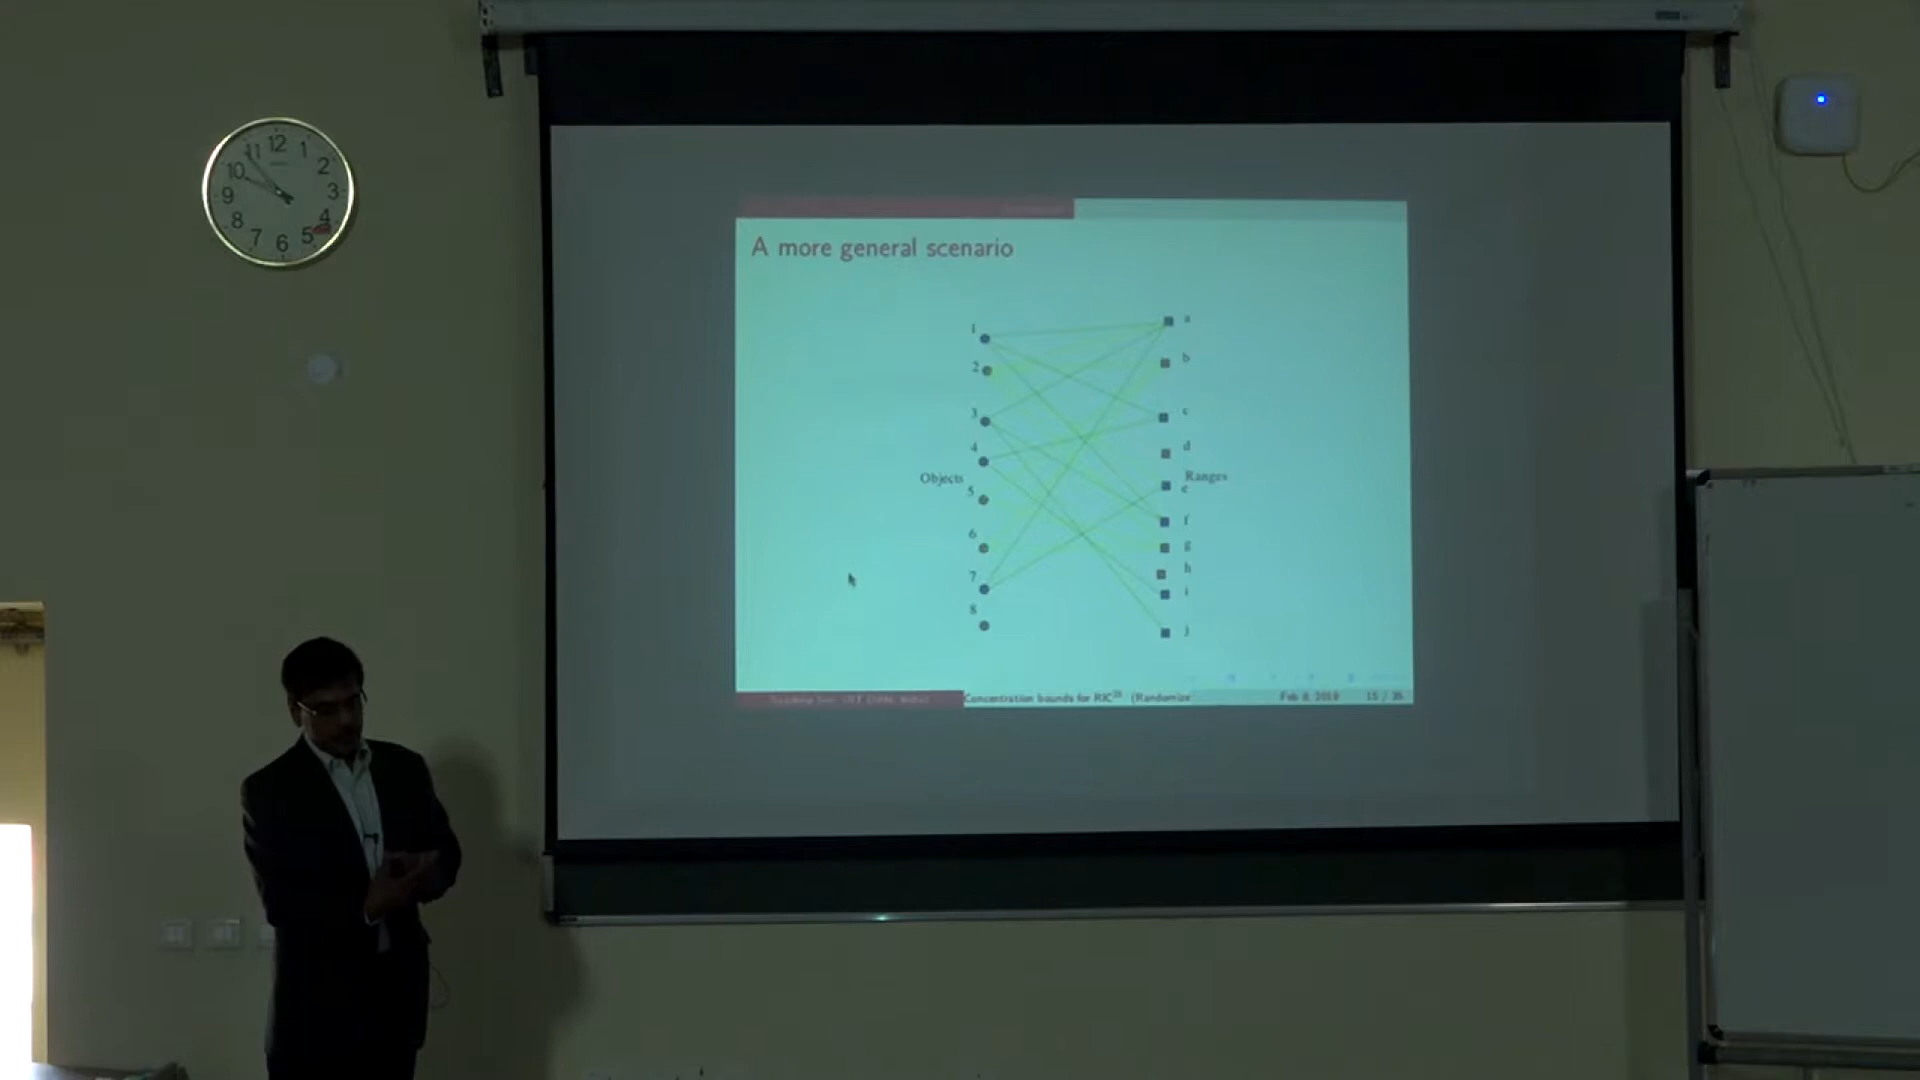 12
1
2
3
4
5
6
7
8
9
10
11
A more general scenario
1
2
3
4
5
6
7
8
Objects
a
b
c
d
Ranges
e
f
g
h
i
j
Concentration bounds for RIC (Randomize
Feb 8, 2019
15 / 35